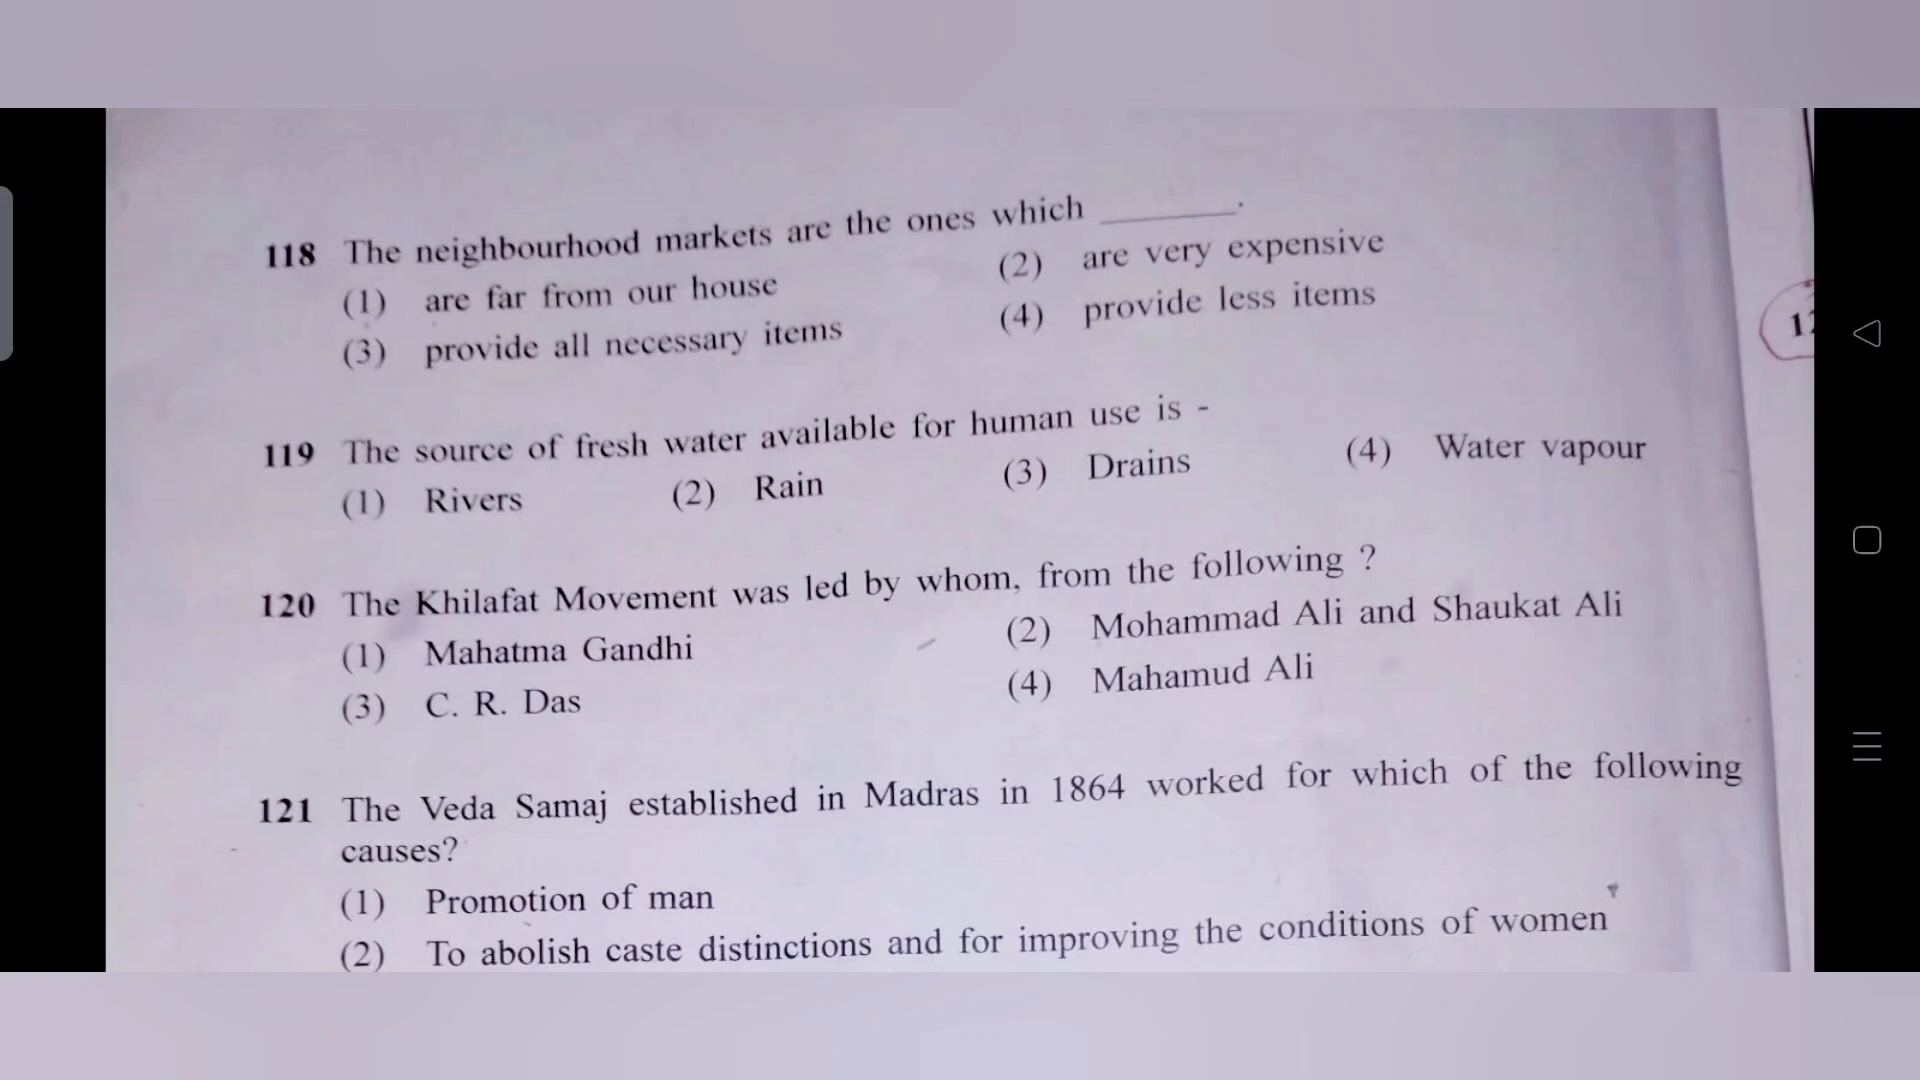 118 The neighbourhood markets are the ones which ________.
(1) are far from our house (2) are very expensive
(3) provide all necessary items (4) provide less items
119 The source of fresh water available for human use is -
(1) Rivers (2) Rain (3) Drains (4) Water vapour
120 The Khilafat Movement was led by whom, from the following ?
(1) Mahatma Gandhi (2) Mohammad Ali and Shaukat Ali
(3) C. R. Das (4) Mahamud Ali
121 The Veda Samaj established in Madras in 1864 worked for which of the following
causes?
(1) Promotion of man
(2) To abolish caste distinctions and for improving the conditions of women